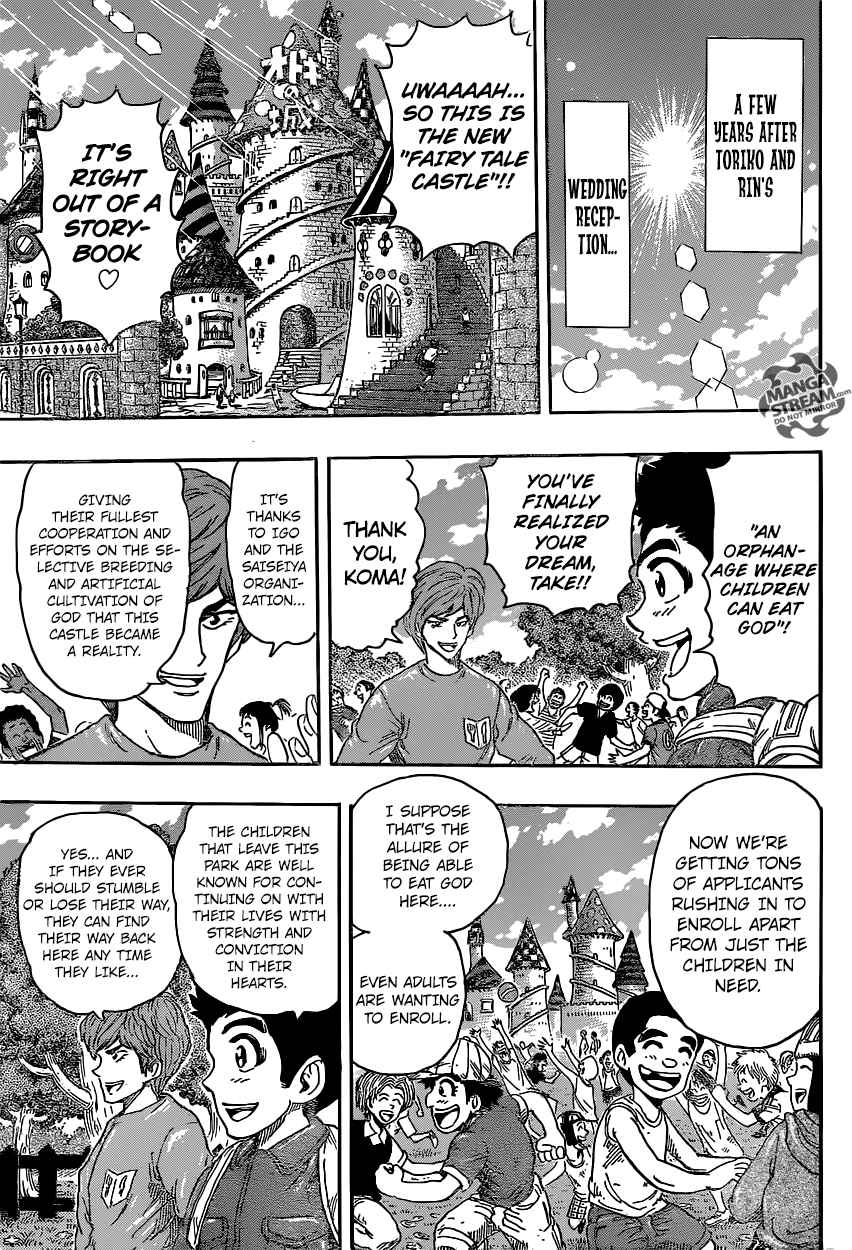 A FEW
YEARS AFTER
TORIKO AND
RIN'S
WEDDING
RECEP-
TION...
UWAAAAH...
SO THIS IS
THE NEW
"FAIRY TALE
CASTLE"!!
IT'S
RIGHT
OUT OF A
STORY-
BOOK
♡
城
MANGA
STREAM.com
DO NOT MIRROR
"AN
ORPHAN-
AGE WHERE
CHILDREN
CAN EAT
GOD"!
YOU'VE
FINALLY
REALIZED
YOUR
DREAM,
TAKE!!
THANK
YOU,
KOMA!
IT'S
THANKS
TO IGO
AND THE
SAISEIYA
ORGANI-
ZATION...
GIVING
THEIR FULLEST
COOPERATION AND
EFFORTS ON THE SE-
LECTIVE BREEDING
AND ARTIFICIAL
CULTIVATION OF
GOD THAT THIS
CASTLE BECAME
A REALITY.
NOW WE'RE
GETTING TONS
OF APPLICANTS
RUSHING IN TO
ENROLL APART
FROM JUST THE
CHILDREN IN
NEED.
I SUPPOSE
THAT'S THE
ALLURE OF
BEING ABLE
TO EAT GOD
HERE....
EVEN ADULTS
ARE WANTING
TO ENROLL.
THE CHILDREN
THAT LEAVE THIS
PARK ARE WELL
KNOWN FOR CON-
TINUING ON WITH
THEIR LIVES WITH
STRENGTH AND
CONVICTION
IN THEIR
HEARTS.
YES... AND
IF THEY EVER
SHOULD STUMBLE
OR LOSE THEIR WAY,
THEY CAN FIND
THEIR WAY BACK
HERE ANY TIME
THEY LIKE...